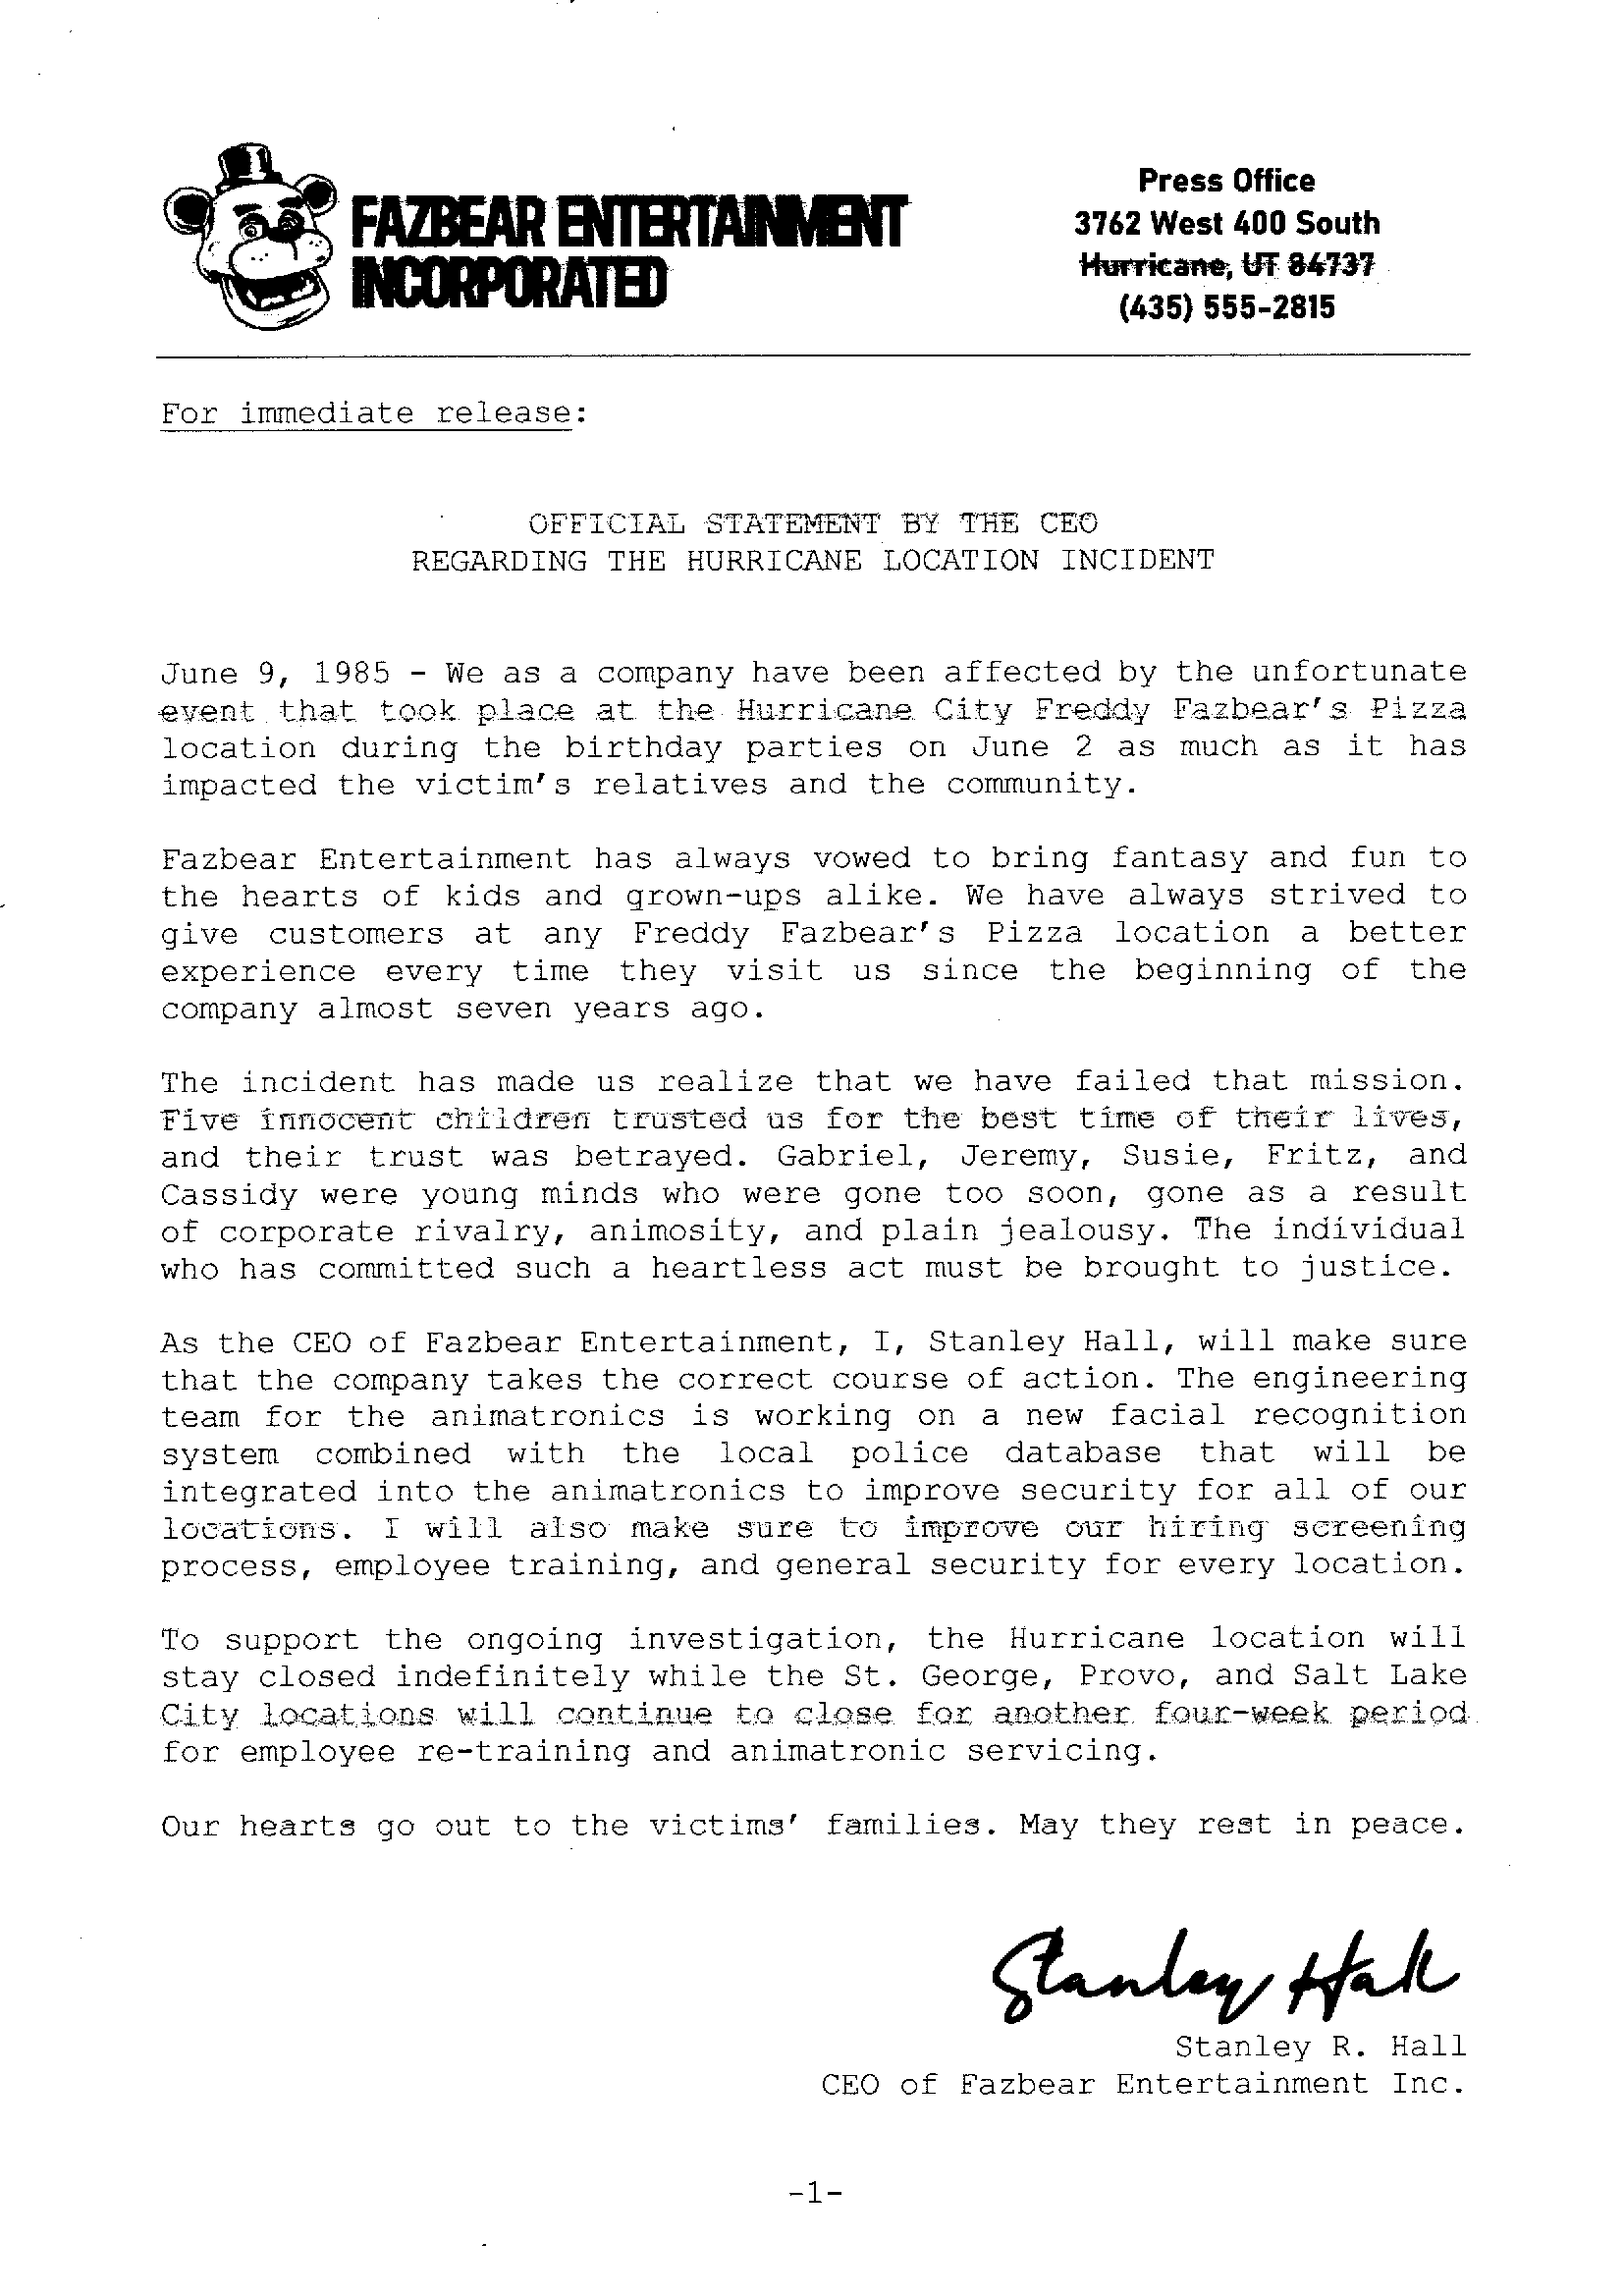 FAZBEAR ENTERTAINMENT
INCORPORATED
Press Office
3762 West 400 South
Hurricane, UT 84737
(435) 555-2815
For immediate release:
OFFICIAL STATEMENT BY THE CEO
REGARDING THE HURRICANE LOCATION INCIDENT
June 9, 1985 - We as a company have been affected by the unfortunate
event that took place at the Hurricane City Freddy Fazbear's Pizza
location during the birthday parties on June 2 as much as it has
impacted the victim's relatives and the community.
Fazbear Entertainment has always vowed to bring fantasy and fun to
the hearts of kids and grown-ups alike. We have always strived to
give customers at any Freddy Fazbear's Pizza location a better
experience every time they visit us since the beginning of the
company almost seven years ago.
The incident has made us realize that we have failed that mission.
Five innocent children trusted us for the best time of their lives,
and their trust was betrayed. Gabriel, Jeremy, Susie, Fritz, and
Cassidy were young minds who were gone too soon, gone as a result
of corporate rivalry, animosity, and plain jealousy. The individual
who has committed such a heartless act must be brought to justice.
As the CEO of Fazbear Entertainment, I, Stanley Hall, will make sure
that the company takes the correct course of action. The engineering
team for the animatronics is working on a new facial recognition
system combined with the local police database that will be
integrated into the animatronics to improve security for all of our
locations. I will also make sure to improve our hiring screening
process, employee training, and general security for every location.
To support the ongoing investigation, the Hurricane location will
stay closed indefinitely while the St. George, Provo, and Salt Lake
City locations will continue to close for another four-week period
for employee re-training and animatronic servicing.
Our hearts go out to the victims' families. May they rest in peace.
Stanley Hall
Stanley R. Hall
CEO of Fazbear Entertainment Inc.
-1-